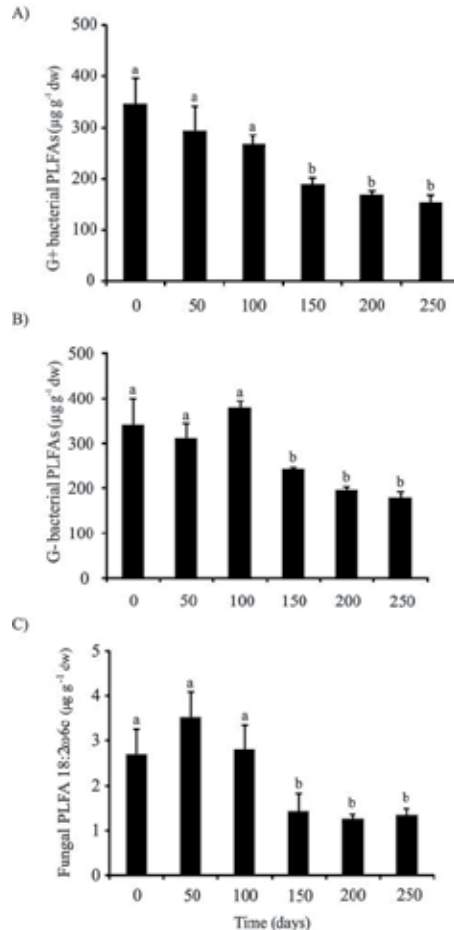 A)
G+ bacterial PLFAs (µg g⁻¹ dw)
500
400
300
200
100
0
a
a
a
b
b
b
0 50 100 150 200 250
B)
G- bacterial PLFAs (µg g⁻¹ dw)
500
400
300
200
100
0
a
a
a
b
b
b
0 50 100 150 200 250
C)
Fungal PLFA 18:2ω6c (µg g⁻¹ dw)
5
4
3
2
1
0
a
a
a
b
b
b
0 50 100 150 200 250
Time (days)